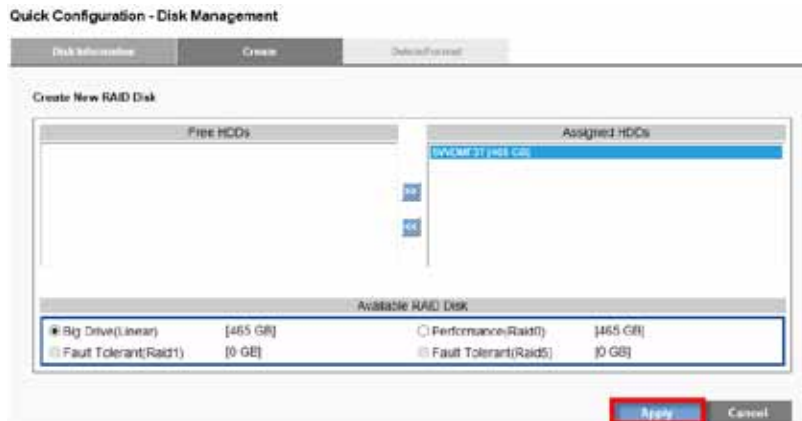 Quick Configuration - Disk Management
Disk Information Create Delete/Format
Create New RAID Disk
Free HDDs Assigned HDDs
[465 GB]
>>
<<
Available RAID Disk
Big Drive(Linear) [465 GB] Performance(Raid0) [465 GB]
Fault Tolerant(Raid1) [0 GB] Fault Tolerant(Raid5) [0 GB]
Apply Cancel